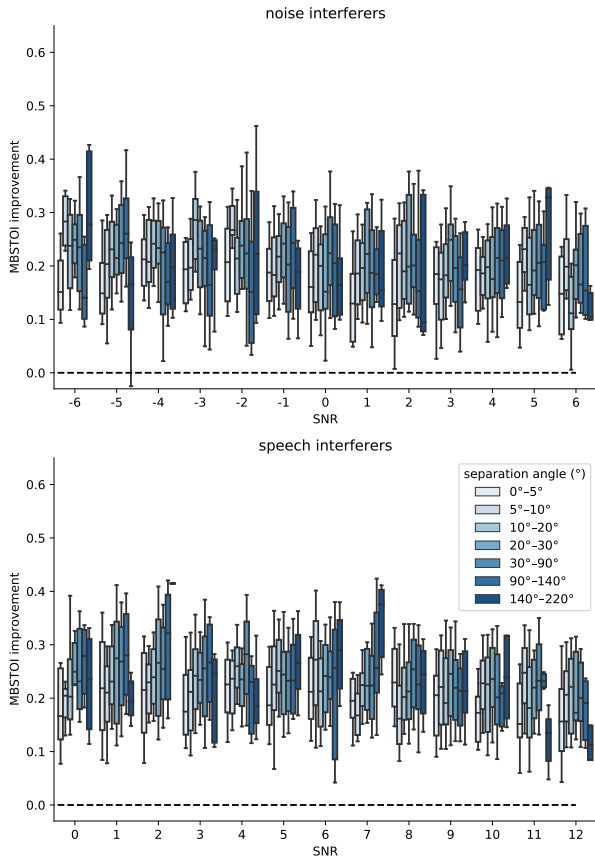 noise interferers
0.6
0.5
0.4
0.3
0.2
0.1
0.0
MBSTOI improvement
-6 -5 -4 -3 -2 -1 0 1 2 3 4 5 6
SNR
speech interferers
separation angle (°)
0°–5°
5°–10°
10°–20°
20°–30°
30°–90°
90°–140°
140°–220°
0.6
0.5
0.4
0.3
0.2
0.1
0.0
MBSTOI improvement
0 1 2 3 4 5 6 7 8 9 10 11 12
SNR